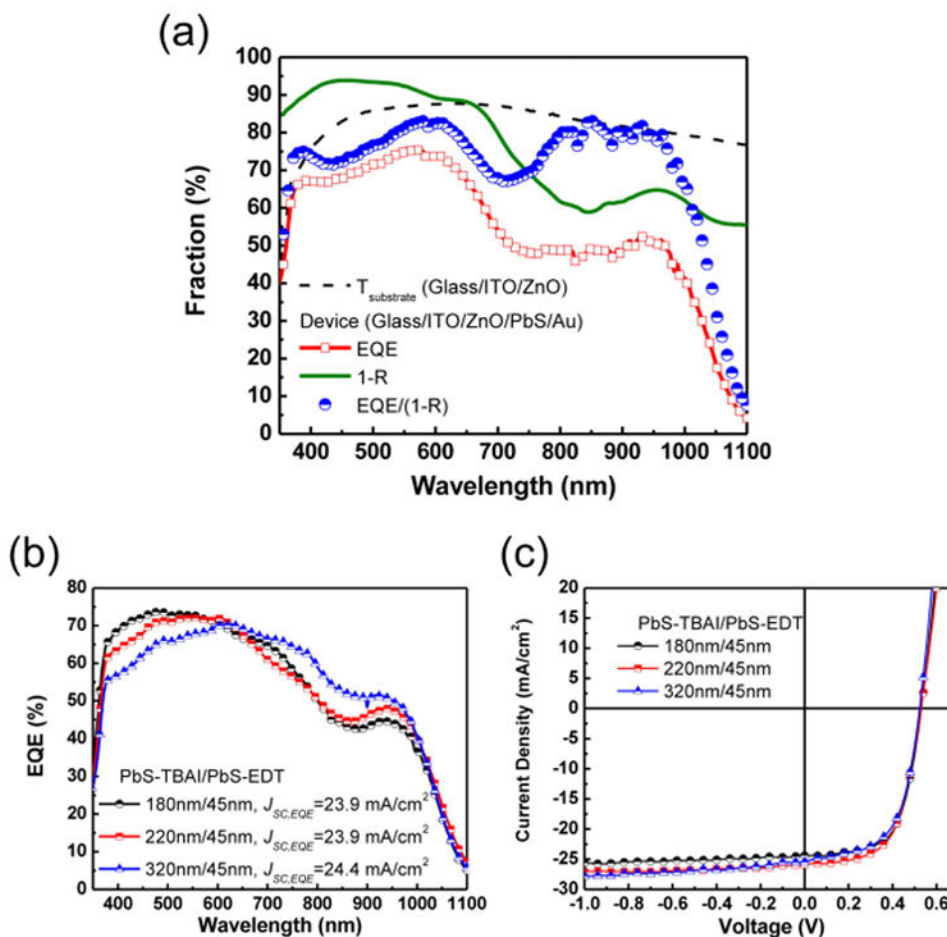 (a)
100
90
80
70
60
50
40
30
20
10
0
Fraction (%)
T substrate (Glass/ITO/ZnO)
Device (Glass/ITO/ZnO/PbS/Au)
EQE
1-R
EQE/(1-R)
400 500 600 700 800 900 1000 1100
Wavelength (nm)
(b)
80
70
60
50
40
30
20
10
0
EQE (%)
PbS-TBAI/PbS-EDT
180nm/45nm, J SC,EQE=23.9 mA/cm²
220nm/45nm, J SC,EQE=23.9 mA/cm²
320nm/45nm, J SC,EQE=24.4 mA/cm²
400 500 600 700 800 900 1000 1100
Wavelength (nm)
(c)
20
15
10
5
0
-5
-10
-15
-20
-25
-30
Current Density (mA/cm²)
PbS-TBAI/PbS-EDT
180nm/45nm
220nm/45nm
320nm/45nm
-1.0 -0.8 -0.6 -0.4 -0.2 0.0 0.2 0.4 0.6
Voltage (V)